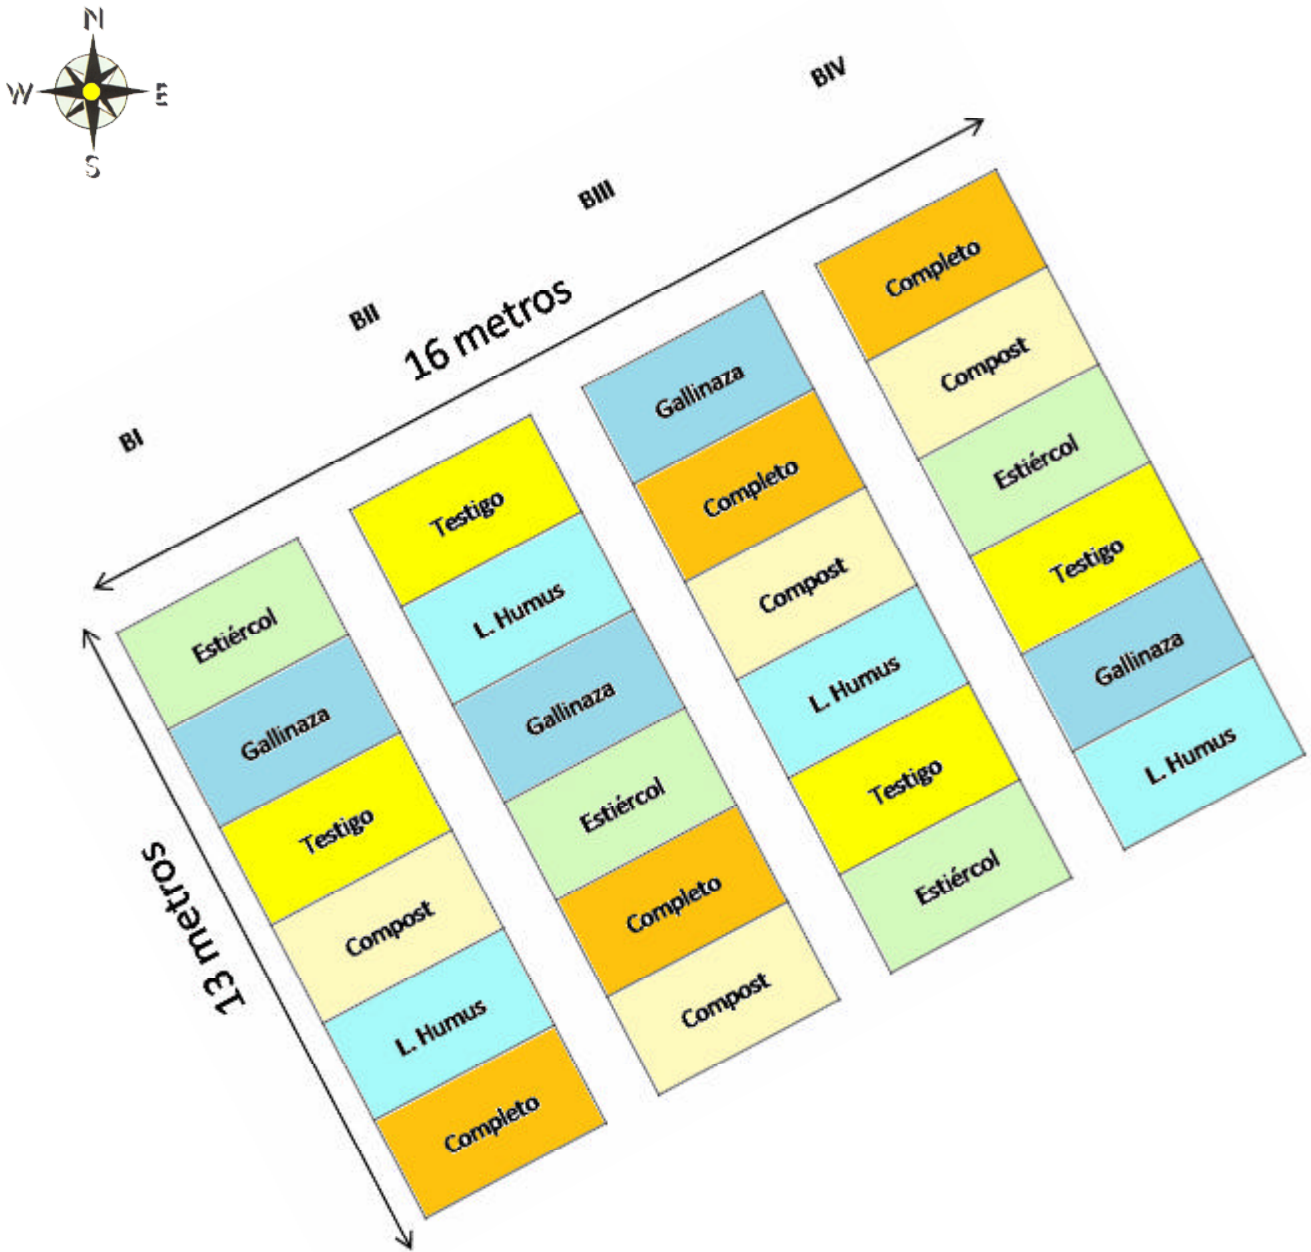 N
W E
S
BI
BII
BIII
BIV
16 metros
13 metros
Estiércol
Gallinaza
Testigo
Compost
L. Humus
Completo
Testigo
L. Humus
Gallinaza
Estiércol
Completo
Compost
Gallinaza
Completo
Compost
L. Humus
Testigo
Estiércol
Completo
Compost
Estiércol
Testigo
Gallinaza
L. Humus